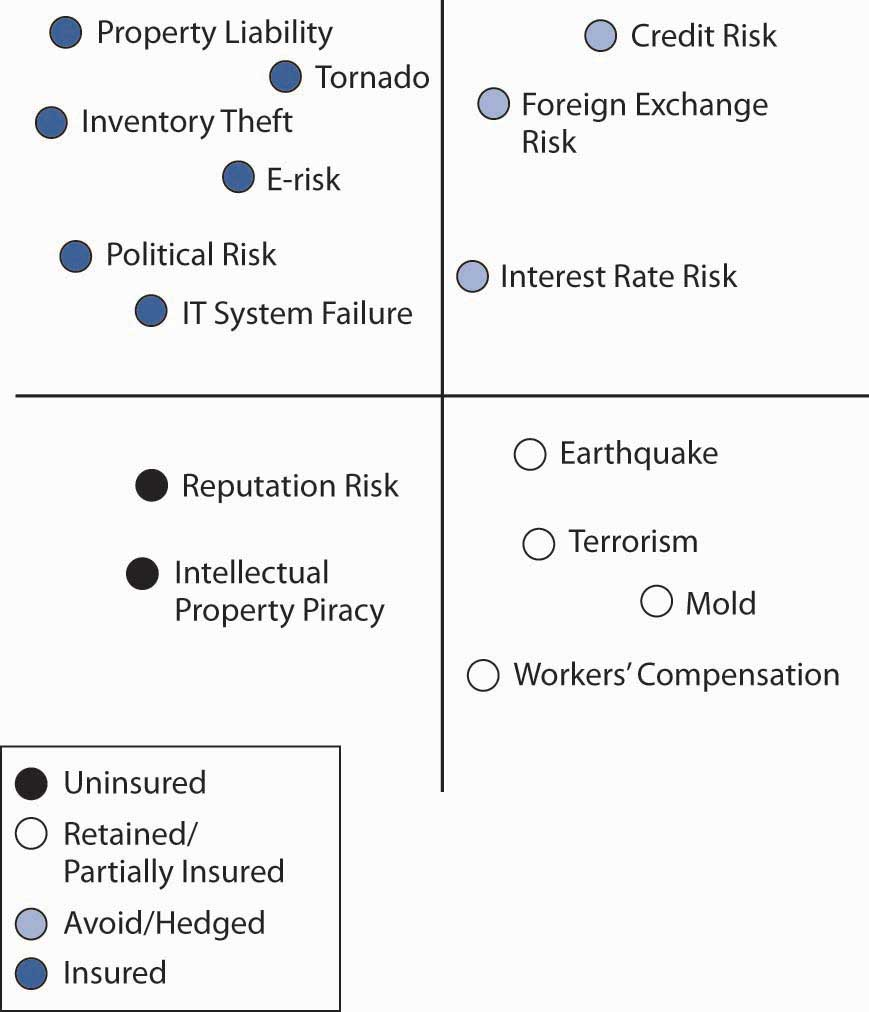 Property Liability
Tornado
Inventory Theft
E-risk
Political Risk
IT System Failure
Credit Risk
Foreign Exchange
Risk
Interest Rate Risk
Reputation Risk
Intellectual
Property Piracy
Earthquake
Terrorism
Mold
Workers’ Compensation
Uninsured
Retained/
Partially Insured
Avoid/Hedged
Insured